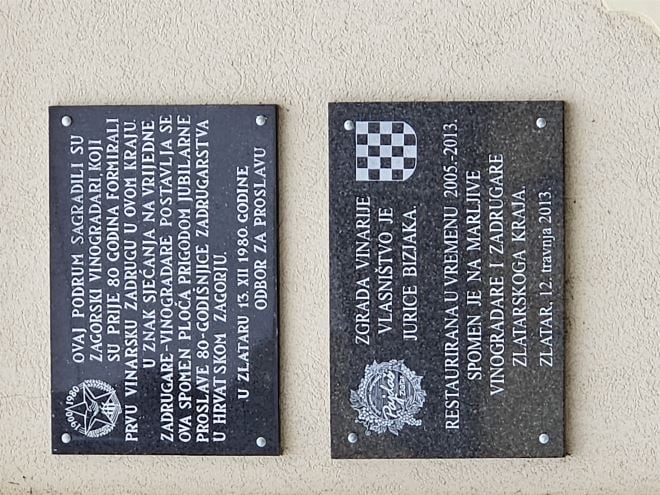 1900/1980
OVAJ PODRUM SAGRADILI SU
ZAGORSKI VINOGRADARI KOJI
SU PRIJE 80 GODINA FORMIRALI
PRVU VINARSKU ZADRUGU U OVOM KRAJU.
U ZNAK SJEĆANJA NA VRIJEDNE
ZADRUGARE-VINOGRADARE POSTAVLJA SE
OVA SPOMEN PLOČA PRIGODOM JUBILARNE
PROSLAVE 80-GODIŠNJICE ZADRUGARSTVA
U HRVATSKOM ZAGORJU.
U ZLATARU 13. XII 1980. GODINE
ODBOR ZA PROSLAVU
ZGRADA VINARIJE
VLASNIŠTVO JE
JURICE BIZJAKA.
RESTAURIRANA U VREMENU 2005.-2013.
SPOMEN JE NA MARLJIVE
VINOGRADARE I ZADRUGARE
ZLATARSKOGA KRAJA.
ZLATAR, 12. travnja 2013.